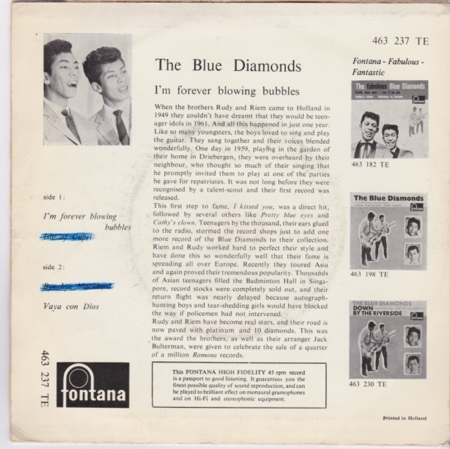 463 237 TE
The Blue Diamonds
I'm forever blowing bubbles
When the brothers Rudy and Riem came to Holland in
1949 they couldn't have dreamt that they would be teen-
ager idols in 1961. And all this happened in just one year.
Like so many youngsters, the boys loved to sing and play
the guitar. They sang together and their voices blended
wonderfully. One day in 1959, playing in the garden of
their home in Driebergen, they were overheard by their
neighbour, who thought so much of their singing that
he promptly invited them to play at one of the parties
he gave for repatriates. It was not long before they were
recognised by a talent-scout and their first record was
released.
This first step to fame, I kissed you, was a direct hit,
followed by several others like Pretty blue eyes and
Cathy's clown. Teenagers by the thousand, their ears glued
to the radio, stormed the record shops just to add one
more record of the Blue Diamonds to their collection.
Riem and Rudy worked hard to perfect their style and
have done this so wonderfully well that their fame is
spreading all over Europe. Recently they toured Asia
and again proved their tremendous popularity. Thousands
of Asian teenagers filled the Badminton Hall in Singa-
pore, record stocks were completely sold out, and their
return flight was nearly delayed because autograph-
hunting boys and tear-shedding girls would have blocked
the way if policemen had not intervened.
Rudy and Riem have become real stars, and their road is
now paved with platinum and 10 diamonds. This was
the award the brothers, as well as their arranger Jack
Bulterman, were given to celebrate the sale of a quarter
of a million Ramona records.
This FONTANA HIGH FIDELITY 45 rpm record
is a passport to good listening. It guarantees you the
finest possible quality of sound reproduction, and can
be played to brilliant effect on monaural gramophones
and on Hi-Fi and stereophonic equipment.
side 1:
I'm forever blowing
bubbles
side 2:
Vaya con Dios
463 237 TE
fontana
Fontana - Fabulous -
Fantastic
The fabulous Blue Diamonds
463 182 TE
The Blue Diamonds
463 198 TE
THE BLUE DIAMONDS
DOWN
BY THE RIVERSIDE
463 230 TE
Printed in Holland